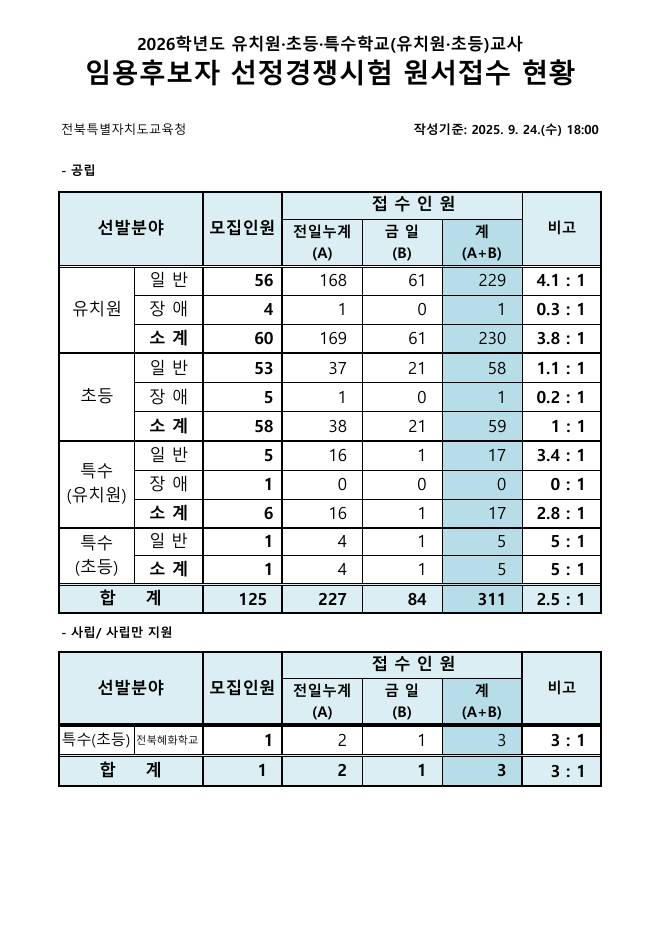 2026학년도 유치원·초등·특수학교(유치원·초등)교사
임용후보자 선정경쟁시험 원서접수 현황
전북특별자치도교육청 작성기준: 2025. 9. 24.(수) 18:00
- 공립
선발분야 모집인원 접 수 인 원 비고
전일누계 (A) 금 일 (B) 계 (A+B)
유치원 일 반 56 168 61 229 4.1 : 1
장 애 4 1 0 1 0.3 : 1
소 계 60 169 61 230 3.8 : 1
초등 일 반 53 37 21 58 1.1 : 1
장 애 5 1 0 1 0.2 : 1
소 계 58 38 21 59 1 : 1
특수 (유치원) 일 반 5 16 1 17 3.4 : 1
장 애 1 0 0 0 0 : 1
소 계 6 16 1 17 2.8 : 1
특수 (초등) 일 반 1 4 1 5 5 : 1
소 계 1 4 1 5 5 : 1
합 계 125 227 84 311 2.5 : 1
- 사립/ 사립만 지원
선발분야 모집인원 접 수 인 원 비고
전일누계 (A) 금 일 (B) 계 (A+B)
특수(초등) 전북혜화학교 1 2 1 3 3 : 1
합 계 1 2 1 3 3 : 1